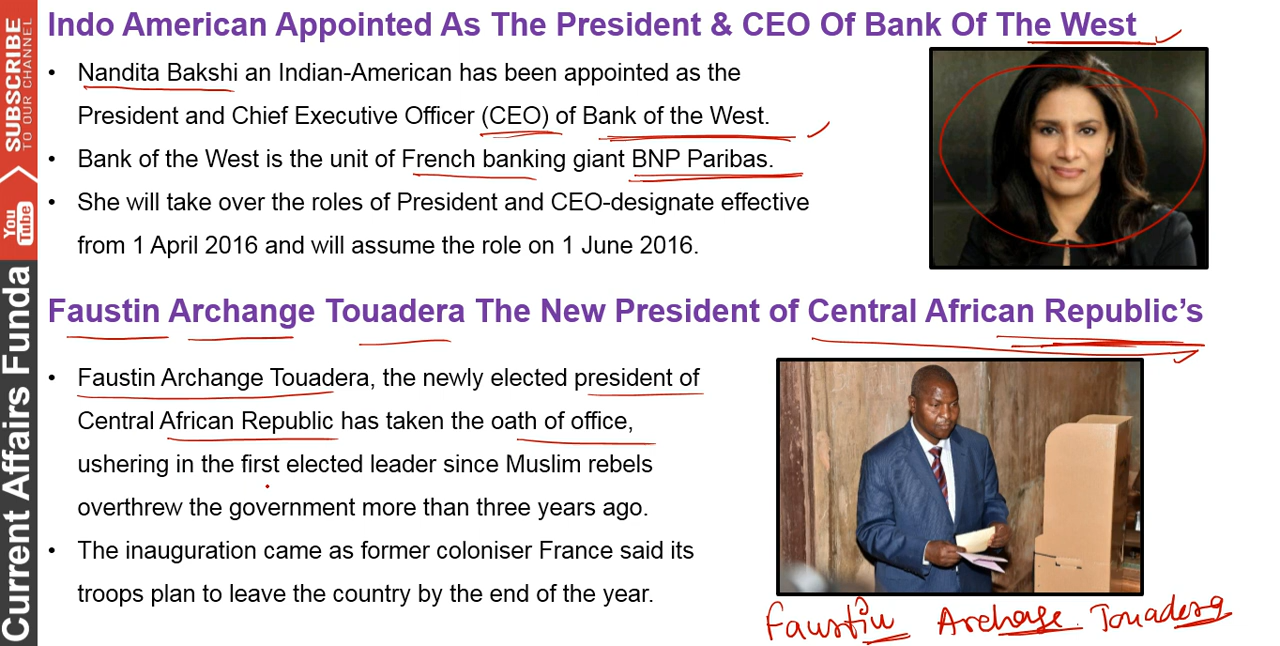 SUBSCRIBE
TO OUR CHANNEL
You
Tube
Current Affairs Funda
Indo American Appointed As The President & CEO Of Bank Of The West
• Nandita Bakshi an Indian-American has been appointed as the
President and Chief Executive Officer (CEO) of Bank of the West.
• Bank of the West is the unit of French banking giant BNP Paribas.
• She will take over the roles of President and CEO-designate effective
from 1 April 2016 and will assume the role on 1 June 2016.
Faustin Archange Touadera The New President of Central African Republic’s
• Faustin Archange Touadera, the newly elected president of
Central African Republic has taken the oath of office,
ushering in the first elected leader since Muslim rebels
overthrew the government more than three years ago.
• The inauguration came as former coloniser France said its
troops plan to leave the country by the end of the year.
Faustin Archage Touadera